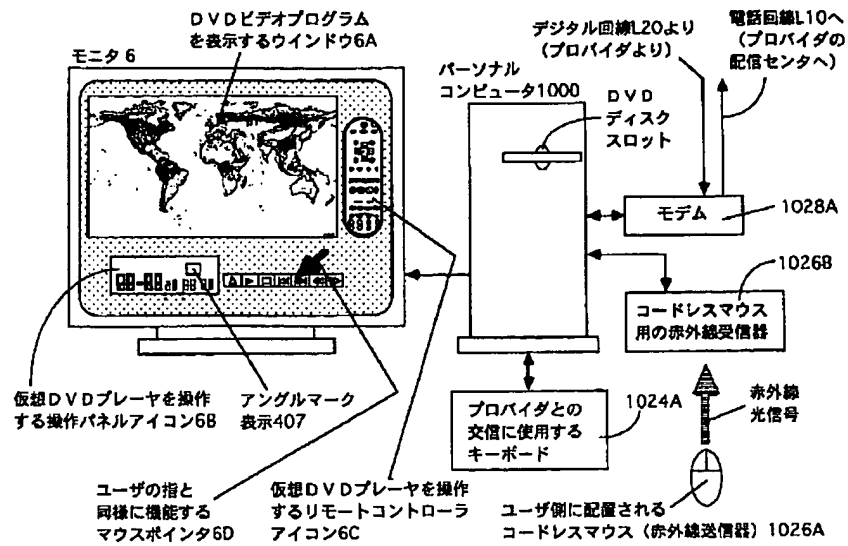 DVDビデオプログラム
を表示するウインドウ6A
モニタ6
パーソナル
コンピュータ1000
DVD
ディスク
スロット
デジタル回線L20より
(プロバイダより)
電話回線L10へ
(プロバイダの
配信センタへ)
モデム
1028A
1026B
コードレスマウス
用の赤外線受信器
赤外線
光信号
仮想DVDプレーヤを操作
する操作パネルアイコン6B
アングルマーク
表示407
プロバイダとの
交信に使用する
キーボード
1024A
ユーザの指と
同様に機能する
マウスポインタ6D
仮想DVDプレーヤを操作
するリモートコントローラ
アイコン6C
ユーザ側に配置される
コードレスマウス(赤外線送信器)1026A